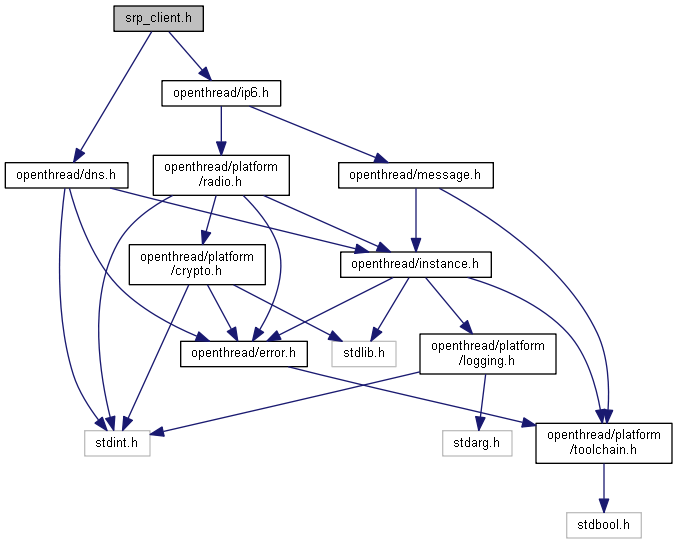 srp_client.h
openthread/ip6.h
openthread/dns.h
openthread/platform
/radio.h
openthread/message.h
openthread/platform
/crypto.h
openthread/instance.h
openthread/error.h
stdlib.h
openthread/platform
/logging.h
stdint.h
stdarg.h
openthread/platform
/toolchain.h
stdbool.h